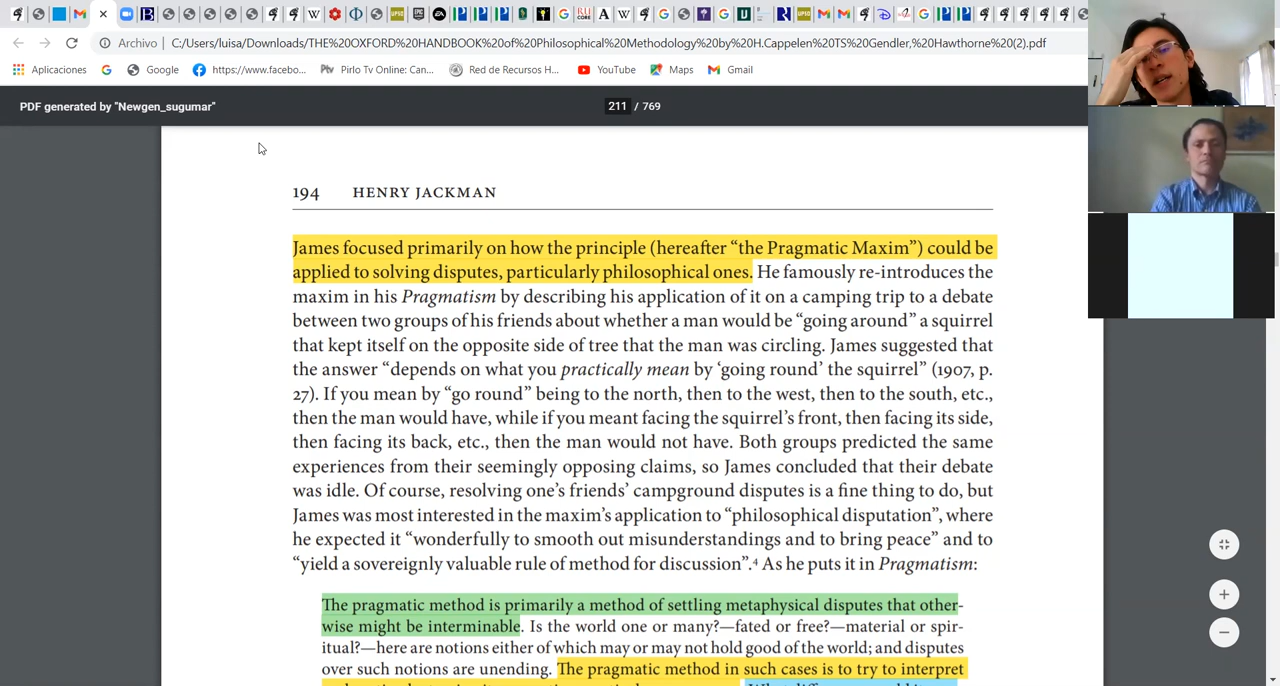 Archivo | C:/Users/luisa/Downloads/THE%20OXFORD%20HANDBOOK%20of%20Philosophical%20Methodology%20by%20H.Cappelen%20TS%20Gendler,%20Hawthorne%20(2).pdf
Aplicaciones Google https://www.facebo... Pirlo Tv Online: Can... Red de Recursos H... YouTube Maps Gmail
PDF generated by "Newgen_sugumar" 211 / 769
194 HENRY JACKMAN
James focused primarily on how the principle (hereafter “the Pragmatic Maxim”) could be
applied to solving disputes, particularly philosophical ones. He famously re-introduces the
maxim in his Pragmatism by describing his application of it on a camping trip to a debate
between two groups of his friends about whether a man would be “going around” a squirrel
that kept itself on the opposite side of tree that the man was circling. James suggested that
the answer “depends on what you practically mean by ‘going round’ the squirrel” (1907, p.
27). If you mean by “go round” being to the north, then to the west, then to the south, etc.,
then the man would have, while if you meant facing the squirrel’s front, then facing its side,
then facing its back, etc., then the man would not have. Both groups predicted the same
experiences from their seemingly opposing claims, so James concluded that their debate
was idle. Of course, resolving one’s friends’ campground disputes is a fine thing to do, but
James was most interested in the maxim’s application to “philosophical disputation”, where
he expected it “wonderfully to smooth out misunderstandings and to bring peace” and to
“yield a sovereignly valuable rule of method for discussion”.⁴ As he puts it in Pragmatism:
The pragmatic method is primarily a method of settling metaphysical disputes that other-
wise might be interminable. Is the world one or many?—fated or free?—material or spir-
itual?—here are notions either of which may or may not hold good of the world; and disputes
over such notions are unending. The pragmatic method in such cases is to try to interpret